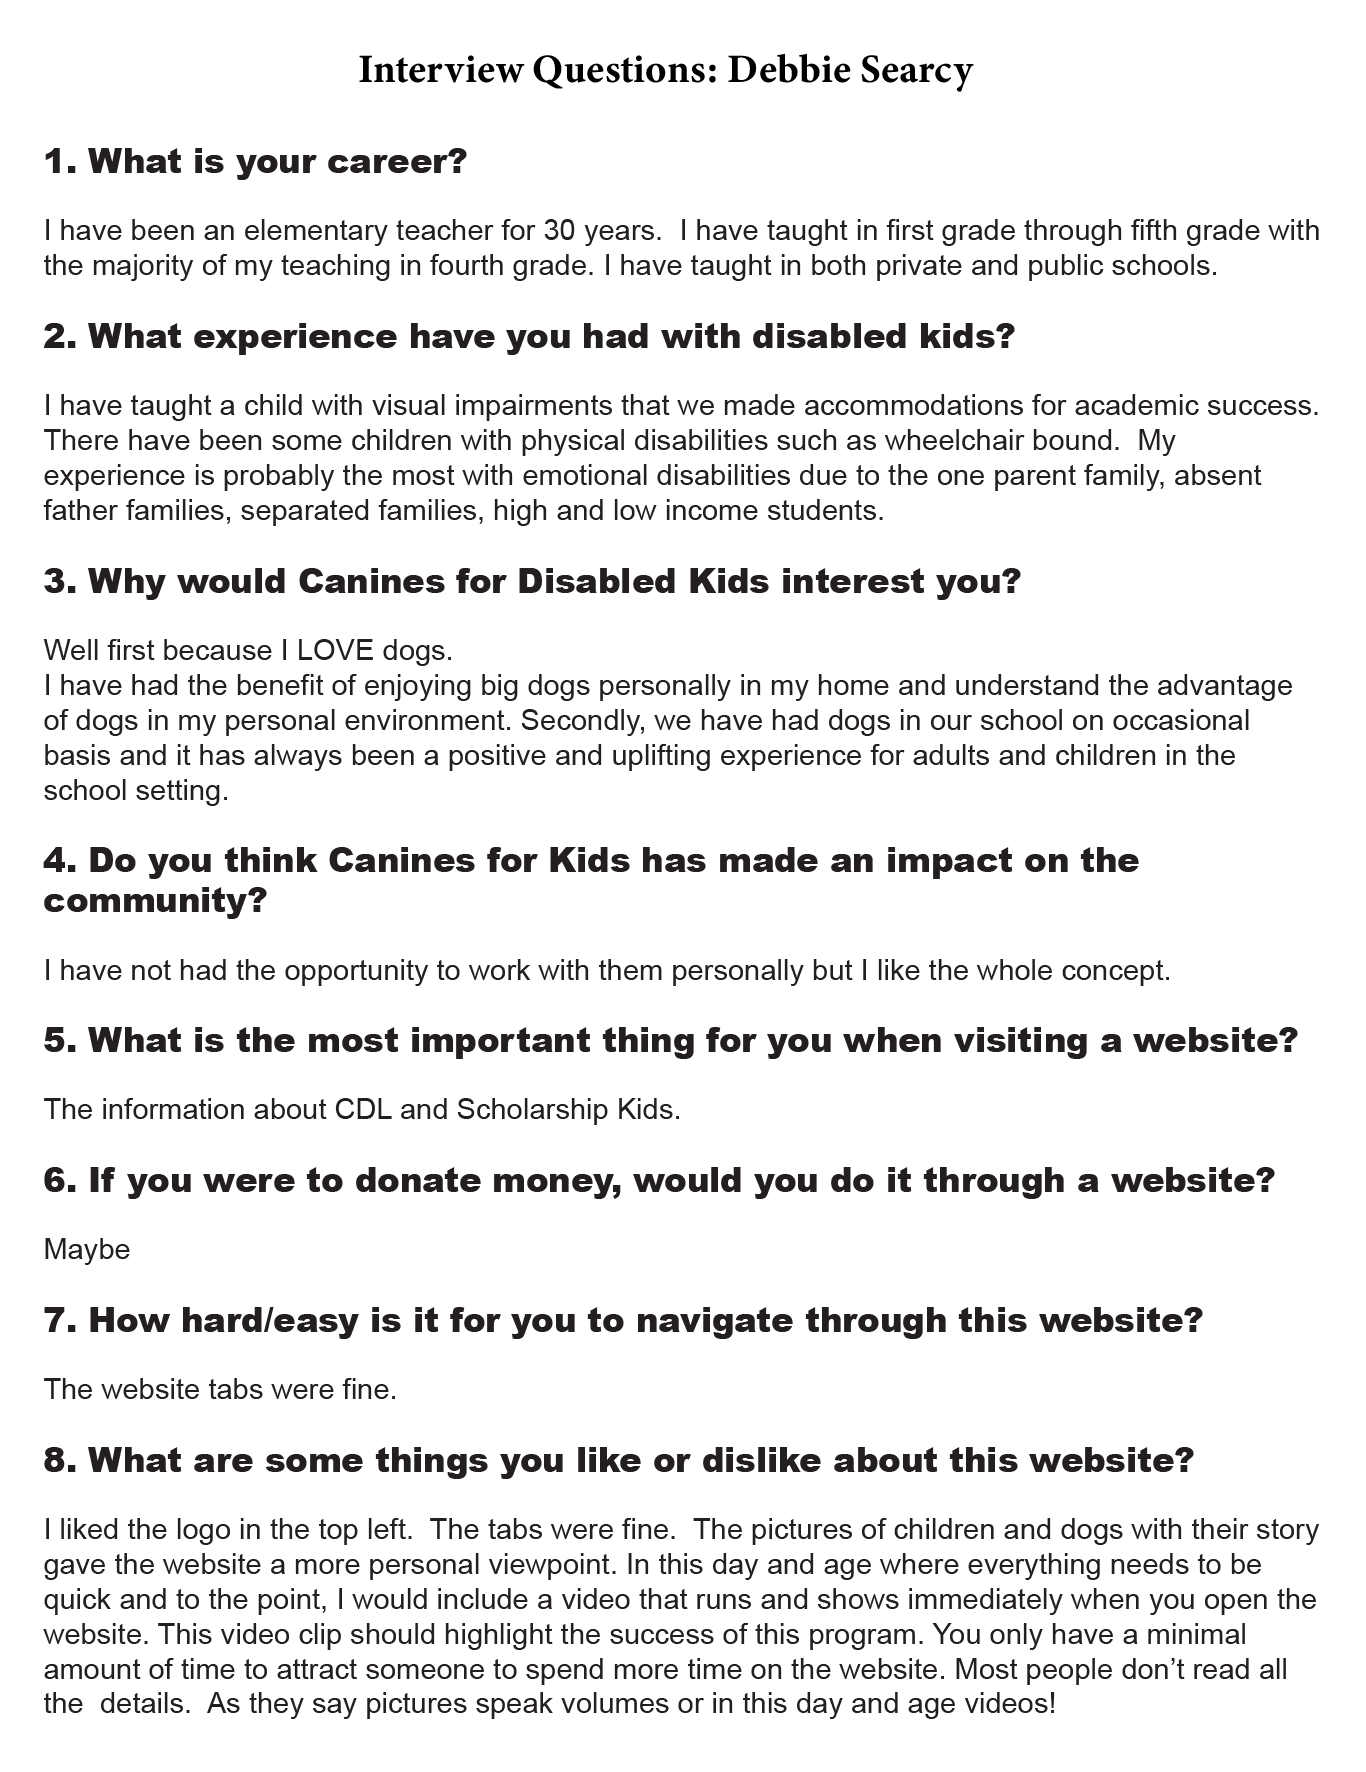 Interview Questions: Debbie Searcy
1. What is your career?
I have been an elementary teacher for 30 years.  I have taught in first grade through fifth grade with
the majority of my teaching in fourth grade. I have taught in both private and public schools.
2. What experience have you had with disabled kids?
I have taught a child with visual impairments that we made accommodations for academic success.
There have been some children with physical disabilities such as wheelchair bound.  My
experience is probably the most with emotional disabilities due to the one parent family, absent
father families, separated families, high and low income students.
3. Why would Canines for Disabled Kids interest you?
Well first because I LOVE dogs.
I have had the benefit of enjoying big dogs personally in my home and understand the advantage
of dogs in my personal environment. Secondly, we have had dogs in our school on occasional
basis and it has always been a positive and uplifting experience for adults and children in the
school setting.
4. Do you think Canines for Kids has made an impact on the
community?
I have not had the opportunity to work with them personally but I like the whole concept.
5. What is the most important thing for you when visiting a website?
The information about CDL and Scholarship Kids.
6. If you were to donate money, would you do it through a website?
Maybe
7. How hard/easy is it for you to navigate through this website?
The website tabs were fine.
8. What are some things you like or dislike about this website?
I liked the logo in the top left.  The tabs were fine.  The pictures of children and dogs with their story
gave the website a more personal viewpoint. In this day and age where everything needs to be
quick and to the point, I would include a video that runs and shows immediately when you open the
website. This video clip should highlight the success of this program. You only have a minimal
amount of time to attract someone to spend more time on the website. Most people don’t read all
the  details.  As they say pictures speak volumes or in this day and age videos!